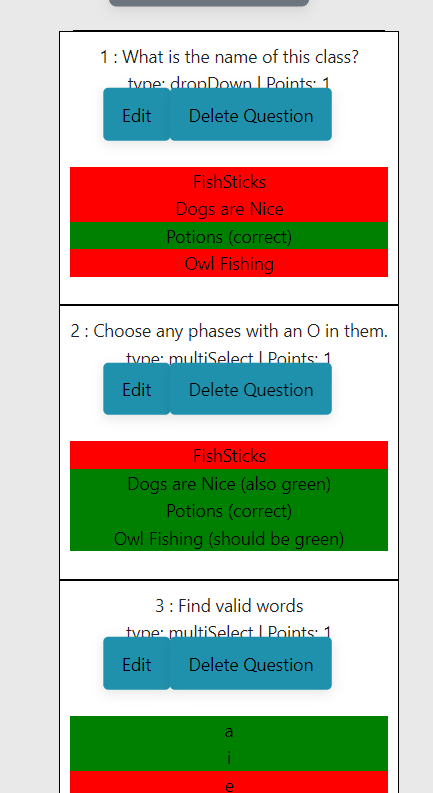 1 : What is the name of this class?
type: dropDown | Points: 1
Edit Delete Question
FishSticks
Dogs are Nice
Potions (correct)
Owl Fishing
2 : Choose any phases with an O in them.
type: multiSelect | Points: 1
Edit Delete Question
FishSticks
Dogs are Nice (also green)
Potions (correct)
Owl Fishing (should be green)
3 : Find valid words
type: multiSelect | Points: 1
Edit Delete Question
a
i
e